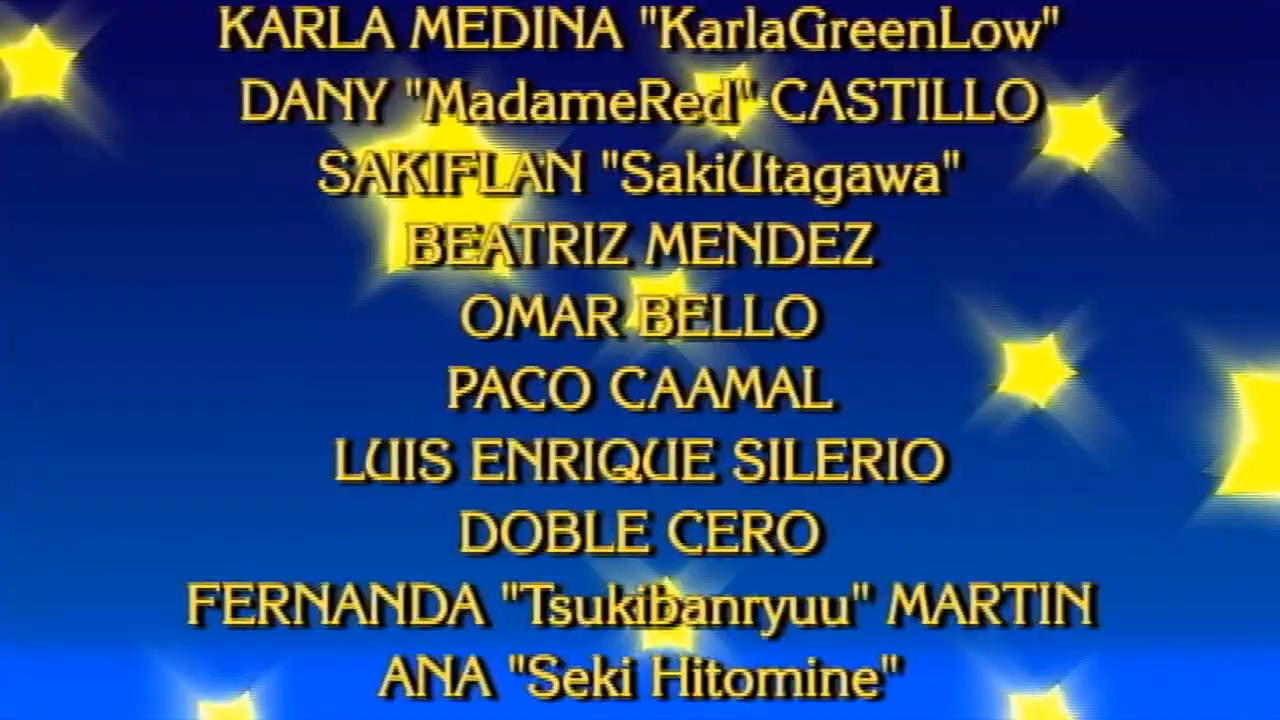 KARLA MEDINA "KarlaGreenLow"
DANY "MadameRed" CASTILLO
SAKIFLAN "SakiUtagawa"
BEATRIZ MENDEZ
OMAR BELLO
PACO CAAMAL
LUIS ENRIQUE SILERIO
DOBLE CERO
FERNANDA "Tsukibanryuu" MARTIN
ANA "Seki Hitomine"